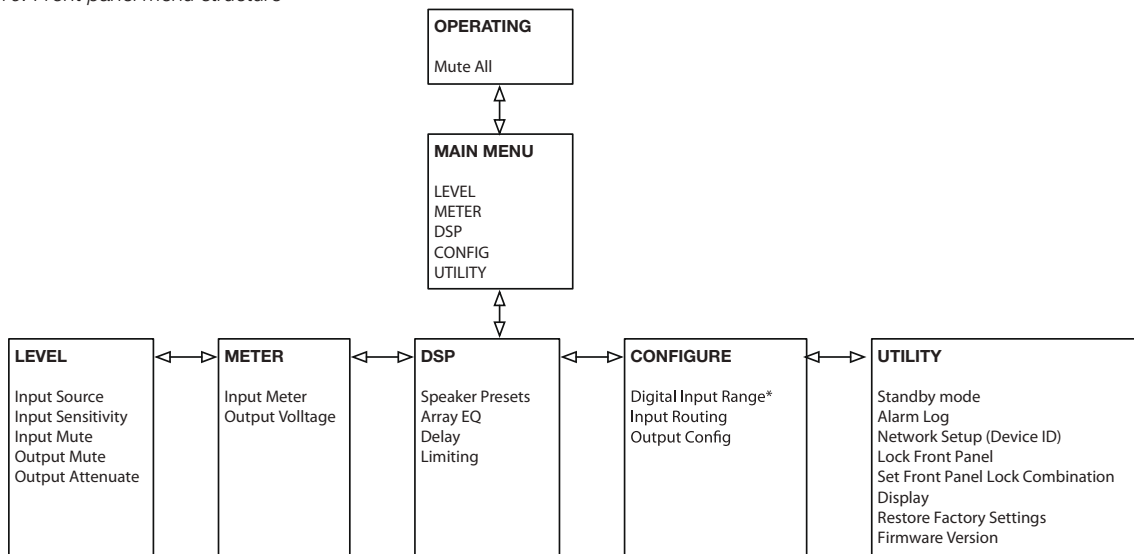 Front panel menu structure
OPERATING
Mute All
MAIN MENU
LEVEL
METER
DSP
CONFIG
UTILITY
LEVEL
Input Source
Input Sensitivity
Input Mute
Output Mute
Output Attenuate
METER
Input Meter
Output Volltage
DSP
Speaker Presets
Array EQ
Delay
Limiting
CONFIGURE
Digital Input Range*
Input Routing
Output Config
UTILITY
Standby mode
Alarm Log
Network Setup (Device ID)
Lock Front Panel
Set Front Panel Lock Combination
Display
Restore Factory Settings
Firmware Version